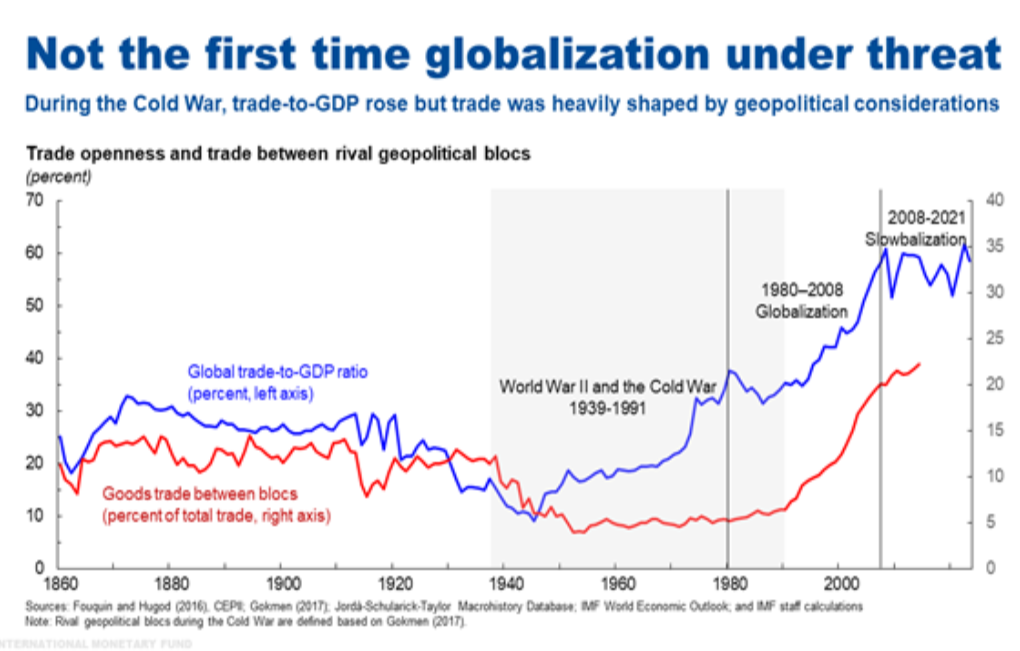 Not the first time globalization under threat
During the Cold War, trade-to-GDP rose but trade was heavily shaped by geopolitical considerations
Trade openness and trade between rival geopolitical blocs
(percent)
70
60
50
40
30
20
10
0
40
35
30
25
20
15
10
5
0
2008-2021
Slowbalization
1980–2008
Globalization
Global trade-to-GDP ratio
(percent, left axis)
World War II and the Cold War
1939-1991
Goods trade between blocs
(percent of total trade, right axis)
1860 1880 1900 1920 1940 1960 1980 2000
Sources: Fouquin and Hugod (2016), CEPII; Gokmen (2017); Jordà-Schularick-Taylor Macrohistory Database; IMF World Economic Outlook; and IMF staff calculations
Note: Rival geopolitical blocs during the Cold War are defined based on Gokmen (2017).
NTERNATIONAL MONETARY FUND